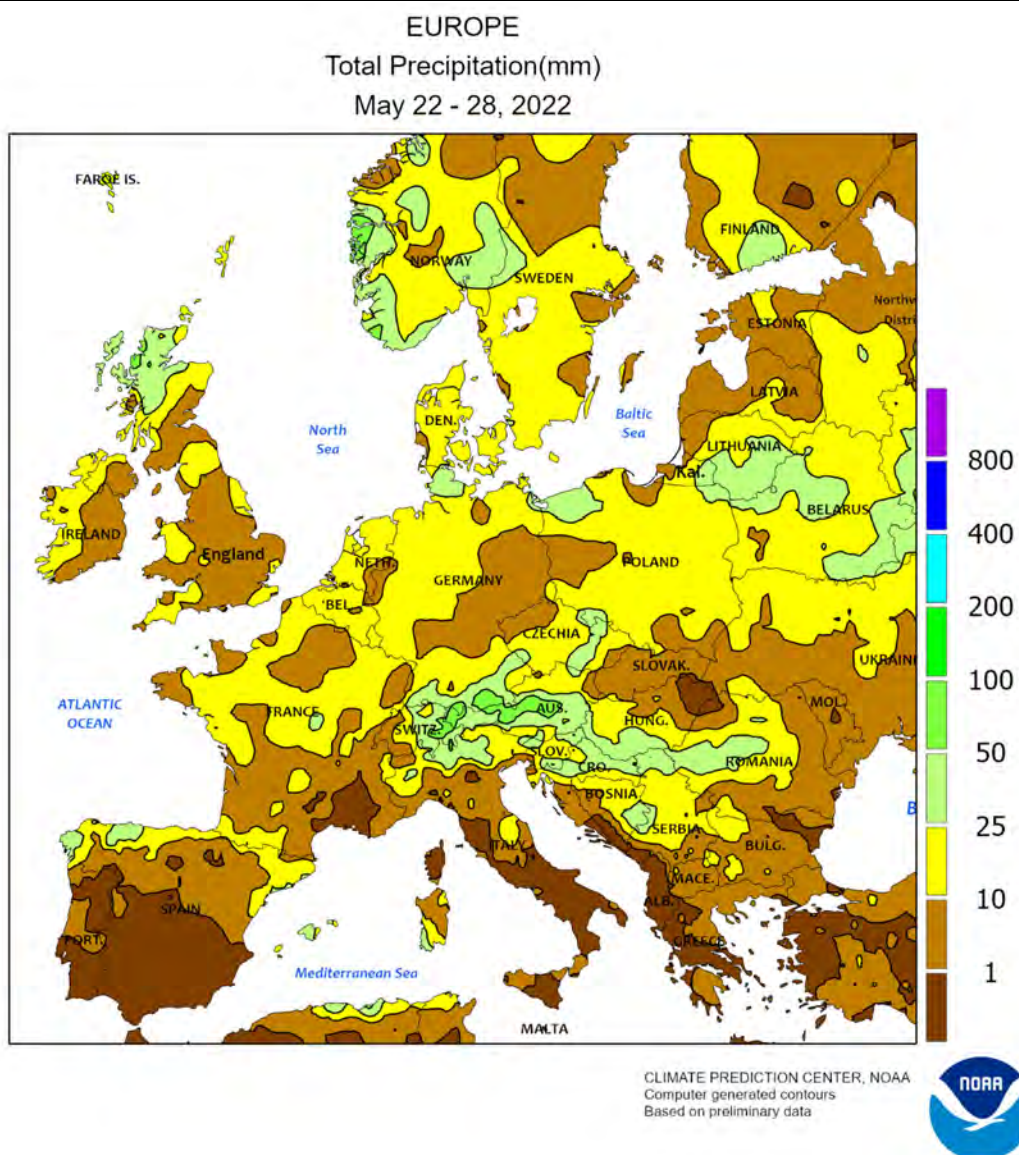 EUROPE
Total Precipitation(mm)
May 22 - 28, 2022
FAROE IS.
FINLAND
NORWAY
SWEDEN
Northw
Distri
ESTONIA
LATVIA
DEN.
North
Sea
Baltic
Sea
LITHUANIA
Kal.
BELARUS
IRELAND
England
NETH.
GERMANY
POLAND
BEL.
CZECHIA
SLOVAK.
UKRAINI
ATLANTIC
OCEAN
FRANCE
SWITZ.
AUS.
HUNG.
MOL.
SLOV.
CRO.
ROMANIA
BOSNIA
SERBIA
B
ITALY
BULG.
MACE.
SPAIN
ALB.
PORT.
GREECE
Mediterranean Sea
MALTA
800
400
200
100
50
25
10
1
CLIMATE PREDICTION CENTER, NOAA
Computer generated contours
Based on preliminary data
NOAA